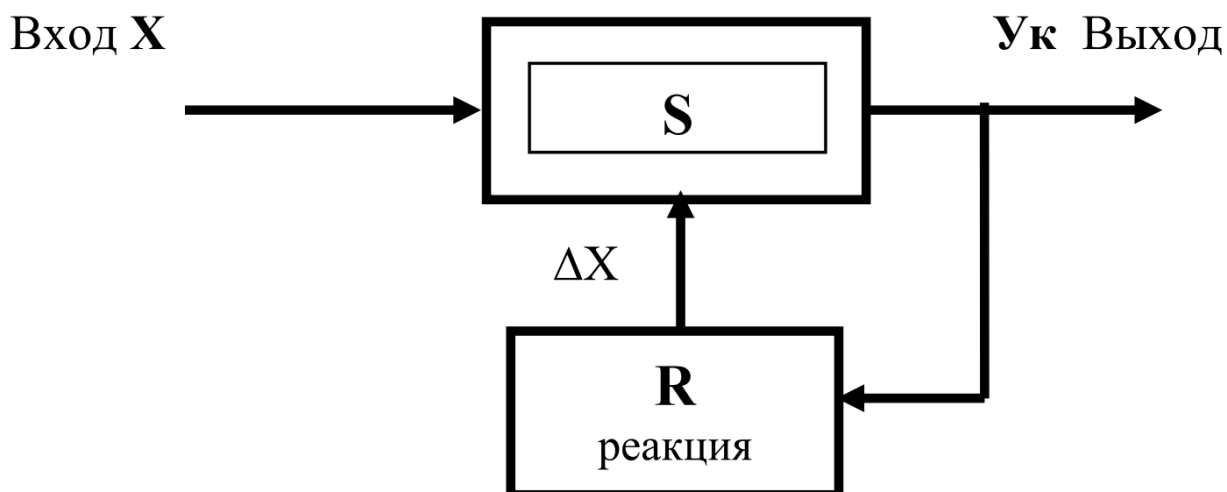 Вход X
Ук Выход
S
ΔX
R
реакция